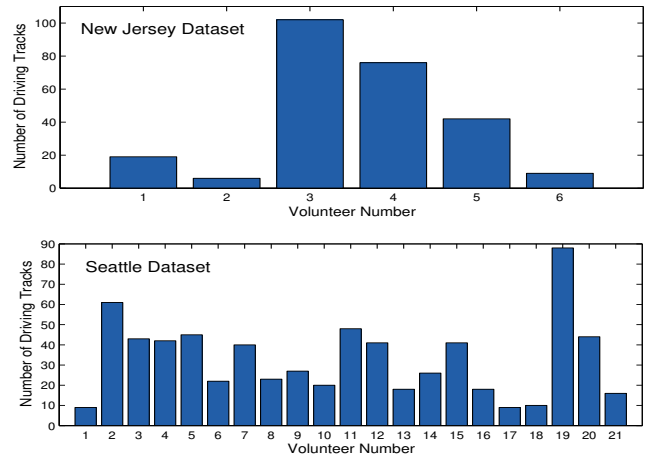 New Jersey Dataset
Number of Driving Tracks
100
80
60
40
20
0
1 2 3 4 5 6
Volunteer Number
Seattle Dataset
Number of Driving Tracks
90
80
70
60
50
40
30
20
10
0
1 2 3 4 5 6 7 8 9 10 11 12 13 14 15 16 17 18 19 20 21
Volunteer Number